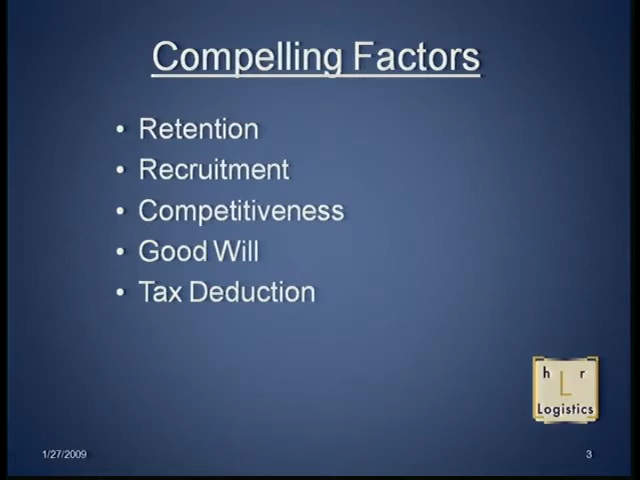 Compelling Factors
• Retention
• Recruitment
• Competitiveness
• Good Will
• Tax Deduction
h r
L
Logistics
1/27/2009 3